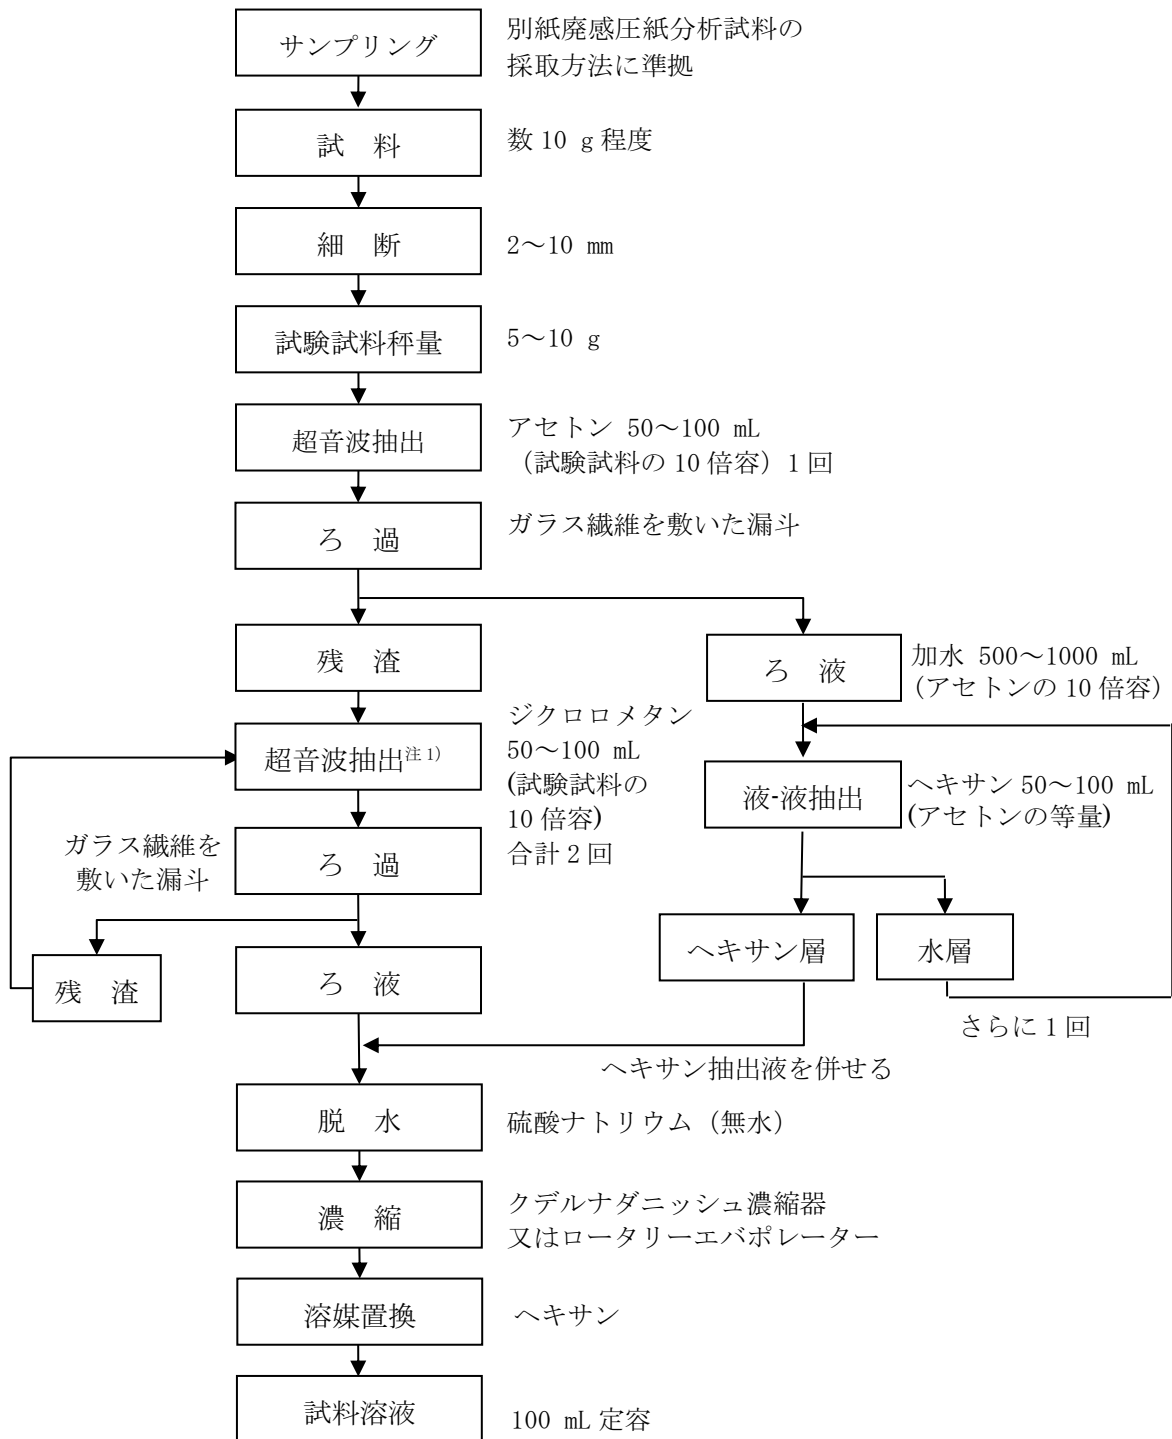 サンプリング
別紙廃感圧紙分析試料の
採取方法に準拠
試　料
数 10 g 程度
細　断
2～10 mm
試験試料秤量
5～10 g
超音波抽出
アセトン 50～100 mL
（試験試料の 10 倍容）1 回
ろ　過
ガラス繊維を敷いた漏斗
残　渣
ろ　液
加水 500～1000 mL
（アセトンの 10 倍容）
超音波抽出注 1)
ジクロロメタン
50～100 mL
(試験試料の
10 倍容)
合計 2 回
液-液抽出
ヘキサン 50～100 mL
(アセトンの等量)
ガラス繊維を
敷いた漏斗
ろ　過
ヘキサン層
水層
残　渣
ろ　液
さらに 1 回
ヘキサン抽出液を併せる
脱　水
硫酸ナトリウム（無水）
濃　縮
クデルナダニッシュ濃縮器
又はロータリーエバポレーター
溶媒置換
ヘキサン
試料溶液
100 mL 定容